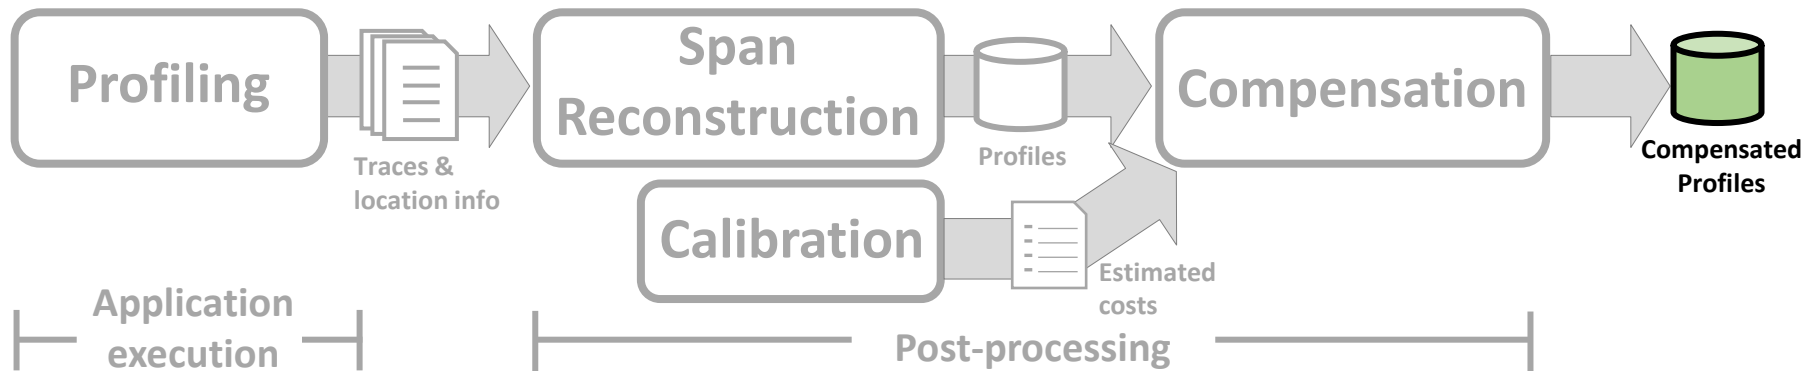 Profiling
Traces &
location info
Span
Reconstruction
Profiles
Calibration
Estimated
costs
Compensation
Compensated
Profiles
Application
execution
Post-processing